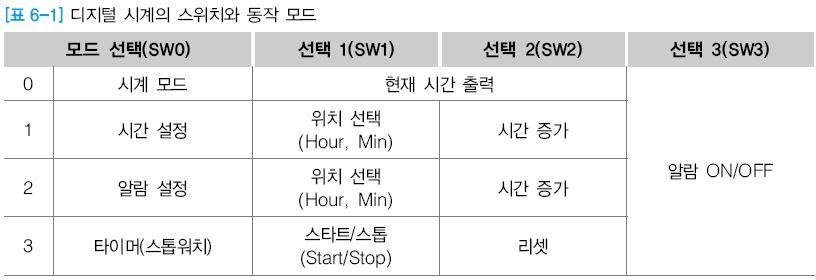 [표 6-1] 디지털 시계의 스위치와 동작 모드
모드 선택(SW0) 선택 1(SW1) 선택 2(SW2) 선택 3(SW3)
0 시계 모드 현재 시간 출력
1 시간 설정 위치 선택
(Hour, Min) 시간 증가
2 알람 설정 위치 선택
(Hour, Min) 시간 증가
알람 ON/OFF
3 타이머(스톱워치) 스타트/스톱
(Start/Stop) 리셋